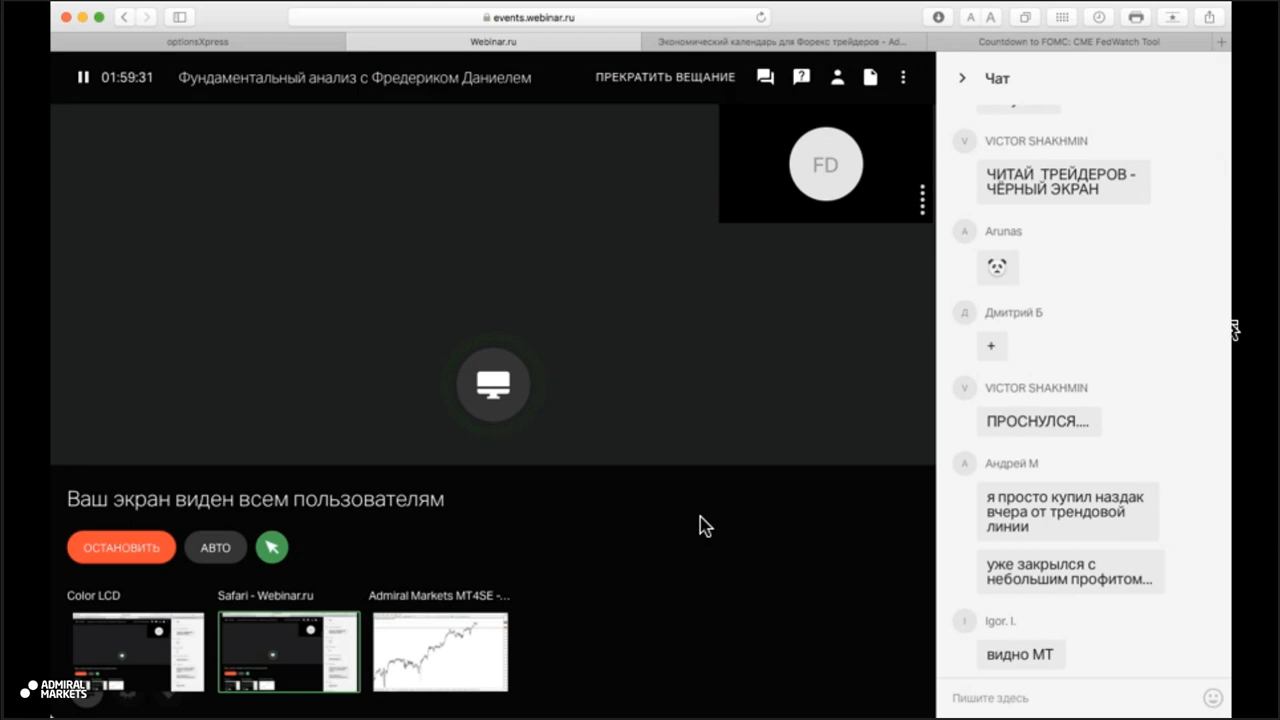 events.webinar.ru
A A
optionsXpress
Webinar.ru
Экономический календарь для Форекс трейдеров - Ad...
Countdown to FOMC: CME FedWatch Tool
01:59:31
Фундаментальный анализ с Фредериком Даниелем
ПРЕКРАТИТЬ ВЕЩАНИЕ
Чат
FD
V
VICTOR SHAKHMIN
ЧИТАЙ ТРЕЙДЕРОВ -
ЧЁРНЫЙ ЭКРАН
A
Arunas
Д
Дмитрий Б
+
V
VICTOR SHAKHMIN
ПРОСНУЛСЯ....
А
Андрей М
я просто купил наздак
вчера от трендовой
линии
уже закрылся с
небольшим профитом...
I
Igor. I.
видно МТ
Пишите здесь
Ваш экран виден всем пользователям
ОСТАНОВИТЬ
АВТО
Color LCD
Safari - Webinar.ru
Admiral Markets MT4SE -...
ADMIRAL
MARKETS